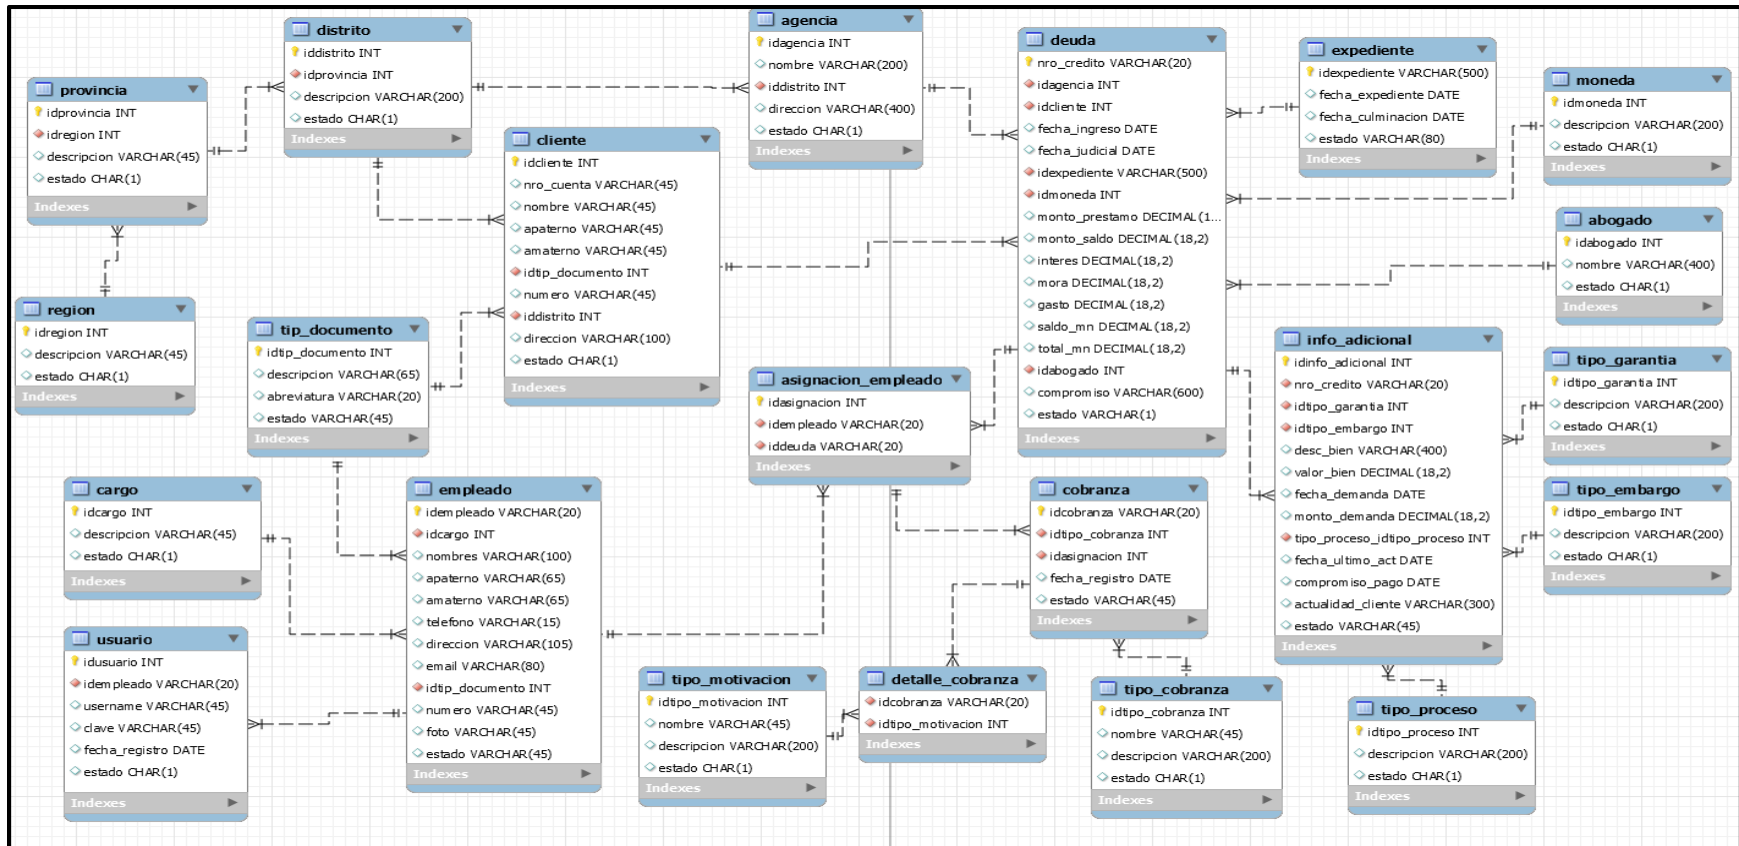 provincia
idprovincia INT
idregion INT
descripcion VARCHAR(45)
estado CHAR(1)
Indexes
distrito
iddistrito INT
idprovincia INT
descripcion VARCHAR(200)
estado CHAR(1)
Indexes
agencia
idagencia INT
nombre VARCHAR(200)
iddistrito INT
direccion VARCHAR(400)
estado CHAR(1)
Indexes
deuda
nro_credito VARCHAR(20)
idagencia INT
idcliente INT
fecha_ingreso DATE
fecha_judicial DATE
idexpediente VARCHAR(500)
idmoneda INT
monto_prestamo DECIMAL(1...
monto_saldo DECIMAL(18,2)
interes DECIMAL(18,2)
mora DECIMAL(18,2)
gasto DECIMAL(18,2)
saldo_mn DECIMAL(18,2)
total_mn DECIMAL(18,2)
idabogado INT
compromiso VARCHAR(600)
estado VARCHAR(1)
Indexes
expediente
idexpediente VARCHAR(500)
fecha_expediente DATE
fecha_culminacion DATE
estado VARCHAR(80)
Indexes
moneda
idmoneda INT
descripcion VARCHAR(200)
estado CHAR(1)
Indexes
cliente
idcliente INT
nro_cuenta VARCHAR(45)
nombre VARCHAR(45)
apaterno VARCHAR(45)
amaterno VARCHAR(45)
idtip_documento INT
numero VARCHAR(45)
iddistrito INT
direccion VARCHAR(100)
estado CHAR(1)
Indexes
abogado
idabogado INT
nombre VARCHAR(400)
estado CHAR(1)
Indexes
region
idregion INT
descripcion VARCHAR(45)
estado CHAR(1)
Indexes
tip_documento
idtip_documento INT
descripcion VARCHAR(65)
abreviatura VARCHAR(20)
estado VARCHAR(45)
Indexes
asignacion_empleado
idasignacion INT
idempleado VARCHAR(20)
iddeuda VARCHAR(20)
Indexes
info_adicional
idinfo_adicional INT
nro_credito VARCHAR(20)
idtipo_garantia INT
idtipo_embargo INT
desc_bien VARCHAR(400)
valor_bien DECIMAL(18,2)
fecha_demanda DATE
monto_demanda DECIMAL(18,2)
tipo_proceso_idtipo_proceso INT
fecha_ultimo_act DATE
compromiso_pago DATE
actualidad_cliente VARCHAR(300)
estado VARCHAR(45)
Indexes
tipo_garantia
idtipo_garantia INT
descripcion VARCHAR(200)
estado CHAR(1)
Indexes
tipo_embargo
idtipo_embargo INT
descripcion VARCHAR(200)
estado CHAR(1)
Indexes
cargo
idcargo INT
descripcion VARCHAR(45)
estado CHAR(1)
Indexes
empleado
idempleado VARCHAR(20)
idcargo INT
nombres VARCHAR(100)
apaterno VARCHAR(65)
amaterno VARCHAR(65)
telefono VARCHAR(15)
direccion VARCHAR(105)
email VARCHAR(80)
idtip_documento INT
numero VARCHAR(45)
foto VARCHAR(45)
estado VARCHAR(45)
Indexes
cobranza
idcobranza VARCHAR(20)
idtipo_cobranza INT
idasignacion INT
fecha_registro DATE
estado VARCHAR(45)
Indexes
usuario
idusuario INT
idempleado VARCHAR(20)
username VARCHAR(45)
clave VARCHAR(45)
fecha_registro DATE
estado CHAR(1)
Indexes
tipo_motivacion
idtipo_motivacion INT
nombre VARCHAR(45)
descripcion VARCHAR(200)
estado CHAR(1)
Indexes
detalle_cobranza
idcobranza VARCHAR(20)
idtipo_motivacion INT
Indexes
tipo_cobranza
idtipo_cobranza INT
nombre VARCHAR(45)
descripcion VARCHAR(200)
estado CHAR(1)
Indexes
tipo_proceso
idtipo_proceso INT
descripcion VARCHAR(200)
estado CHAR(1)
Indexes